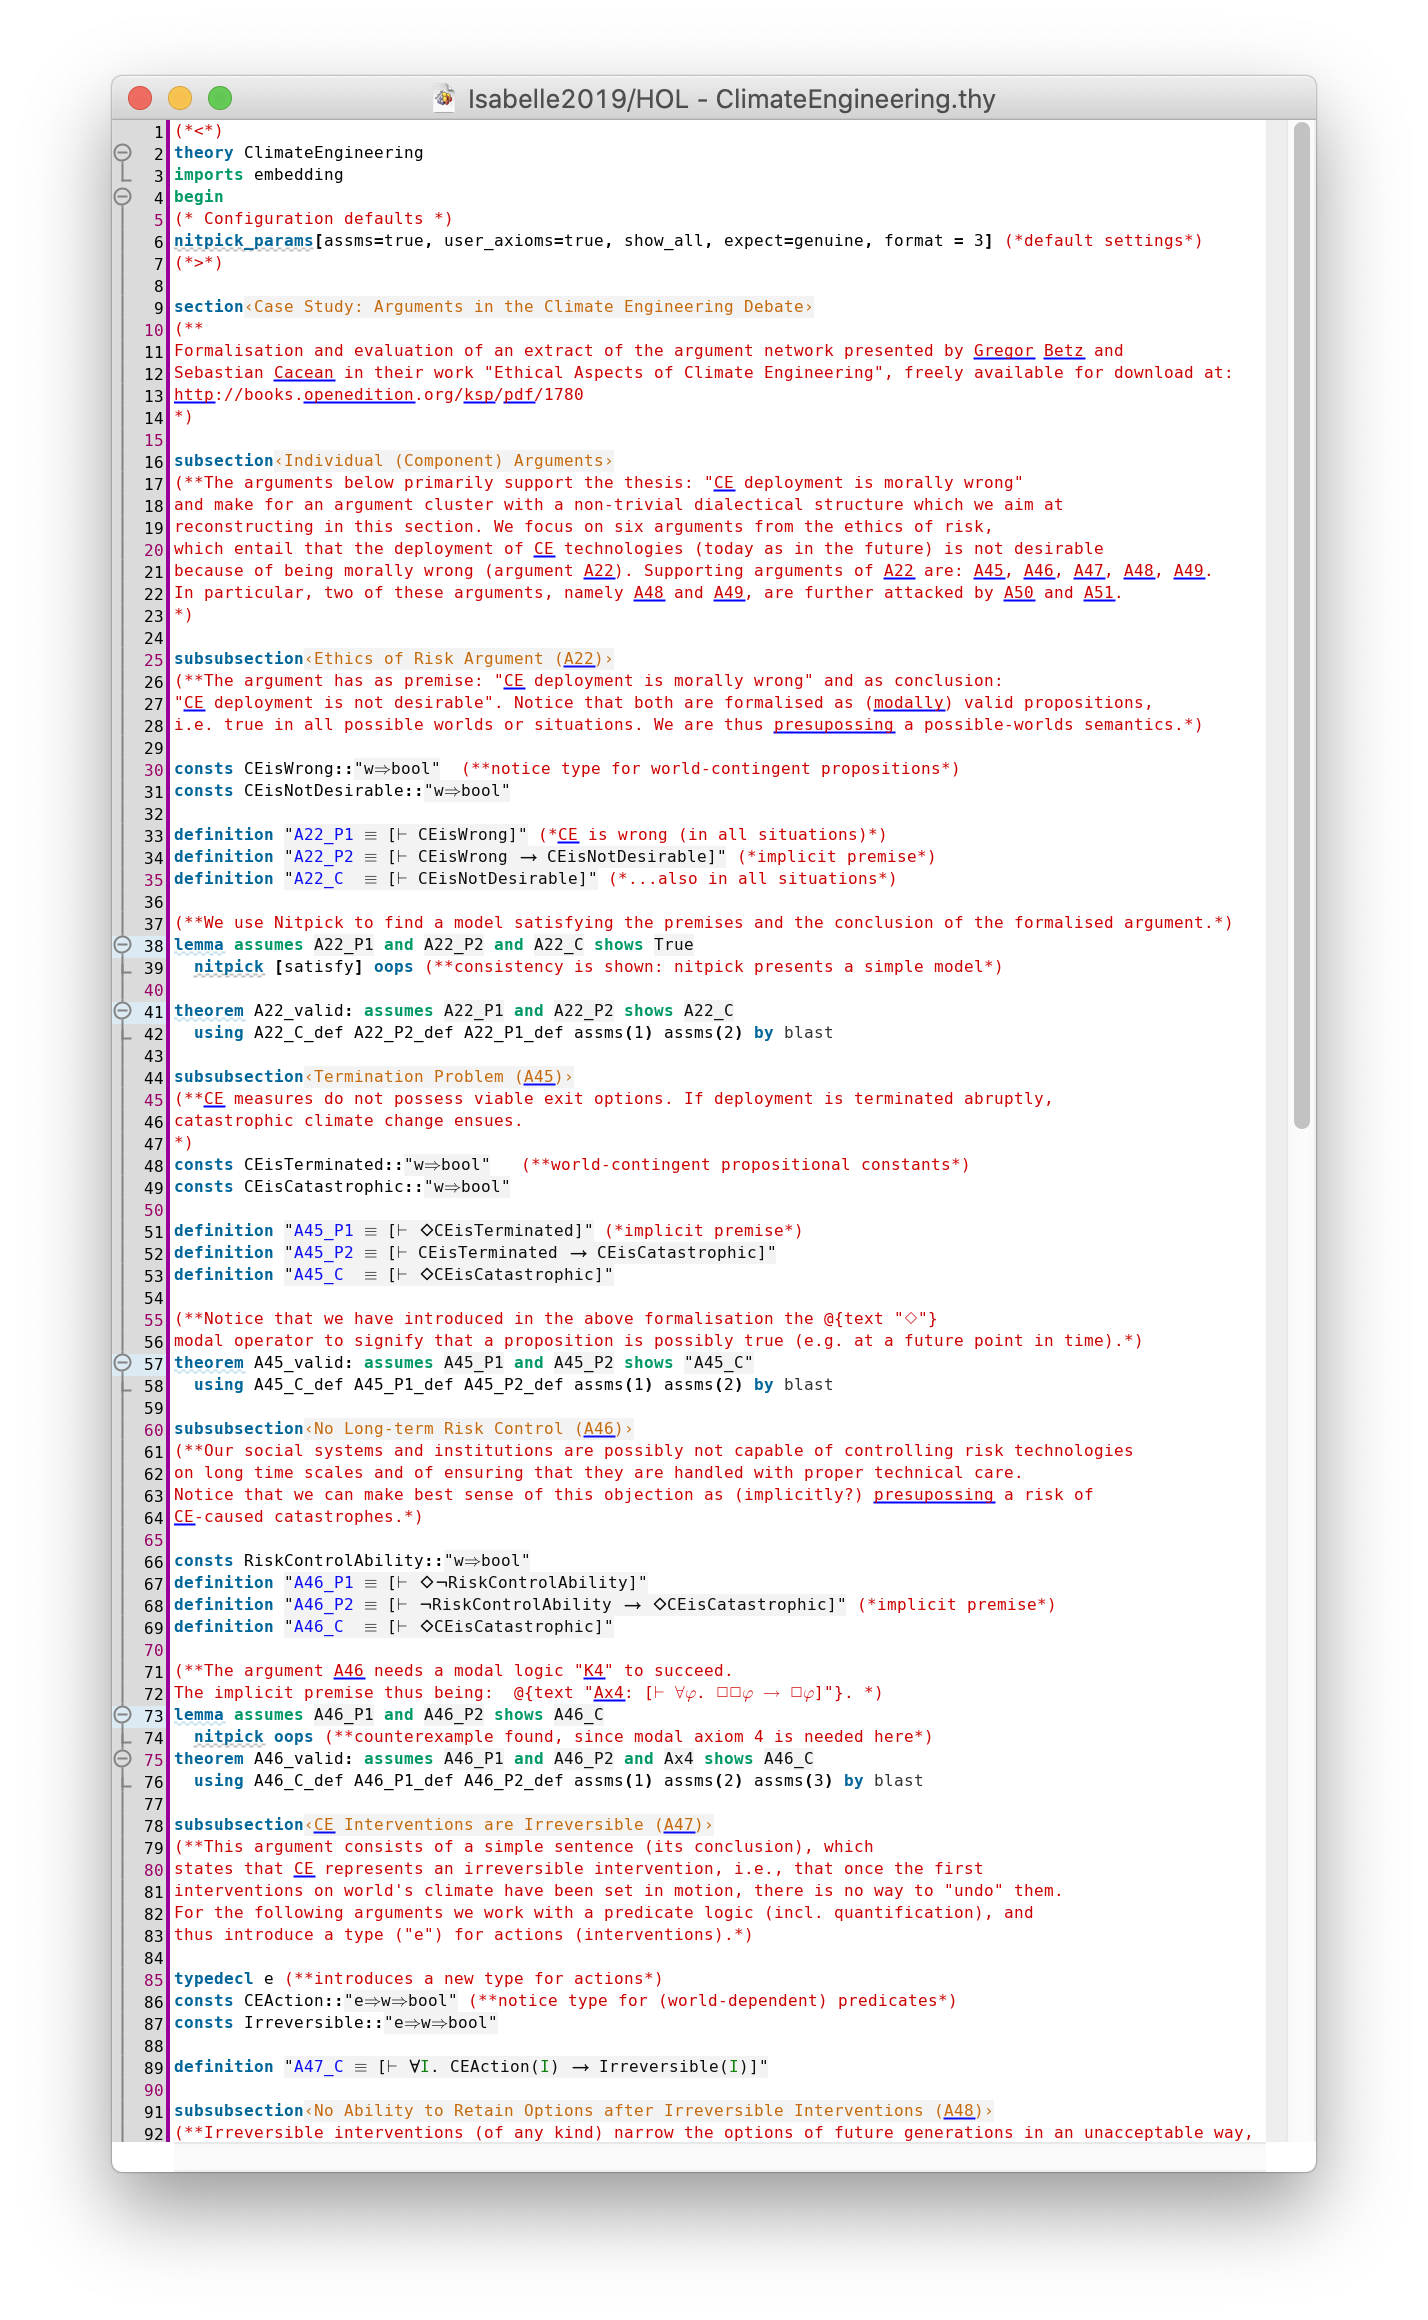 Isabelle2019/HOL - ClimateEngineering.thy
1 (*<*)
2 theory ClimateEngineering
3 imports embedding
4 begin
5 (* Configuration defaults *)
6 nitpick_params[assms=true, user_axioms=true, show_all, expect=genuine, format = 3] (*default settings*)
7 (*>*)
8
9 section‹Case Study: Arguments in the Climate Engineering Debate›
10 (**
11 Formalisation and evaluation of an extract of the argument network presented by Gregor Betz and
12 Sebastian Cacean in their work "Ethical Aspects of Climate Engineering", freely available for download at:
13 http://books.openedition.org/ksp/pdf/1780
14 *)
15
16 subsection‹Individual (Component) Arguments›
17 (**The arguments below primarily support the thesis: "CE deployment is morally wrong"
18 and make for an argument cluster with a non-trivial dialectical structure which we aim at
19 reconstructing in this section. We focus on six arguments from the ethics of risk,
20 which entail that the deployment of CE technologies (today as in the future) is not desirable
21 because of being morally wrong (argument A22). Supporting arguments of A22 are: A45, A46, A47, A48, A49.
22 In particular, two of these arguments, namely A48 and A49, are further attacked by A50 and A51.
23 *)
24
25 subsubsection‹Ethics of Risk Argument (A22)›
26 (**The argument has as premise: "CE deployment is morally wrong" and as conclusion:
27 "CE deployment is not desirable". Notice that both are formalised as (modally) valid propositions,
28 i.e. true in all possible worlds or situations. We are thus presupossing a possible-worlds semantics.*)
29
30 consts CEisWrong::"w⇒bool"  (**notice type for world-contingent propositions*)
31 consts CEisNotDesirable::"w⇒bool"
32
33 definition "A22_P1 ≡ [⊢ CEisWrong]" (*CE is wrong (in all situations)*)
34 definition "A22_P2 ≡ [⊢ CEisWrong ⟶ CEisNotDesirable]" (*implicit premise*)
35 definition "A22_C  ≡ [⊢ CEisNotDesirable]" (*...also in all situations*)
36
37 (**We use Nitpick to find a model satisfying the premises and the conclusion of the formalised argument.*)
38 lemma assumes A22_P1 and A22_P2 and A22_C shows True
39   nitpick [satisfy] oops (**consistency is shown: nitpick presents a simple model*)
40
41 theorem A22_valid: assumes A22_P1 and A22_P2 shows A22_C
42   using A22_C_def A22_P2_def A22_P1_def assms(1) assms(2) by blast
43
44 subsubsection‹Termination Problem (A45)›
45 (**CE measures do not possess viable exit options. If deployment is terminated abruptly,
46 catastrophic climate change ensues.
47 *)
48 consts CEisTerminated::"w⇒bool"   (**world-contingent propositional constants*)
49 consts CEisCatastrophic::"w⇒bool"
50
51 definition "A45_P1 ≡ [⊢ ◇CEisTerminated]" (*implicit premise*)
52 definition "A45_P2 ≡ [⊢ CEisTerminated ⟶ CEisCatastrophic]"
53 definition "A45_C  ≡ [⊢ ◇CEisCatastrophic]"
54
55 (**Notice that we have introduced in the above formalisation the @{text "◇"}
56 modal operator to signify that a proposition is possibly true (e.g. at a future point in time).*)
57 theorem A45_valid: assumes A45_P1 and A45_P2 shows "A45_C"
58   using A45_C_def A45_P1_def A45_P2_def assms(1) assms(2) by blast
59
60 subsubsection‹No Long-term Risk Control (A46)›
61 (**Our social systems and institutions are possibly not capable of controlling risk technologies
62 on long time scales and of ensuring that they are handled with proper technical care.
63 Notice that we can make best sense of this objection as (implicitly?) presupossing a risk of
64 CE-caused catastrophes.*)
65
66 consts RiskControlAbility::"w⇒bool"
67 definition "A46_P1 ≡ [⊢ ◇¬RiskControlAbility]"
68 definition "A46_P2 ≡ [⊢ ¬RiskControlAbility ⟶ ◇CEisCatastrophic]" (*implicit premise*)
69 definition "A46_C  ≡ [⊢ ◇CEisCatastrophic]"
70
71 (**The argument A46 needs a modal logic "K4" to succeed.
72 The implicit premise thus being:  @{text "Ax4: [⊢ ∀φ. □□φ → □φ]"}. *)
73 lemma assumes A46_P1 and A46_P2 shows A46_C
74   nitpick oops (**counterexample found, since modal axiom 4 is needed here*)
75 theorem A46_valid: assumes A46_P1 and A46_P2 and Ax4 shows A46_C
76   using A46_C_def A46_P1_def A46_P2_def assms(1) assms(2) assms(3) by blast
77
78 subsubsection‹CE Interventions are Irreversible (A47)›
79 (**This argument consists of a simple sentence (its conclusion), which
80 states that CE represents an irreversible intervention, i.e., that once the first
81 interventions on world's climate have been set in motion, there is no way to "undo" them.
82 For the following arguments we work with a predicate logic (incl. quantification), and
83 thus introduce a type ("e") for actions (interventions).*)
84
85 typedecl e (**introduces a new type for actions*)
86 consts CEAction::"e⇒w⇒bool" (**notice type for (world-dependent) predicates*)
87 consts Irreversible::"e⇒w⇒bool"
88
89 definition "A47_C ≡ [⊢ ∀I. CEAction(I) ⟶ Irreversible(I)]"
90
91 subsubsection‹No Ability to Retain Options after Irreversible Interventions (A48)›
92 (**Irreversible interventions (of any kind) narrow the options of future generations in an unacceptable way,